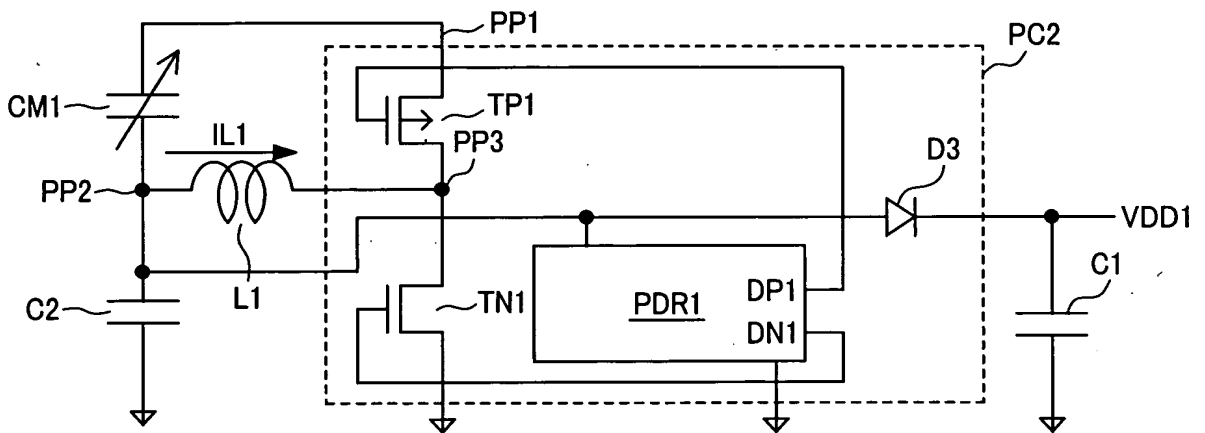 PP1
PC2
CM1
TP1
IL1
PP3
D3
PP2
VDD1
L1
C2
TN1
PDR1
DP1
DN1
C1